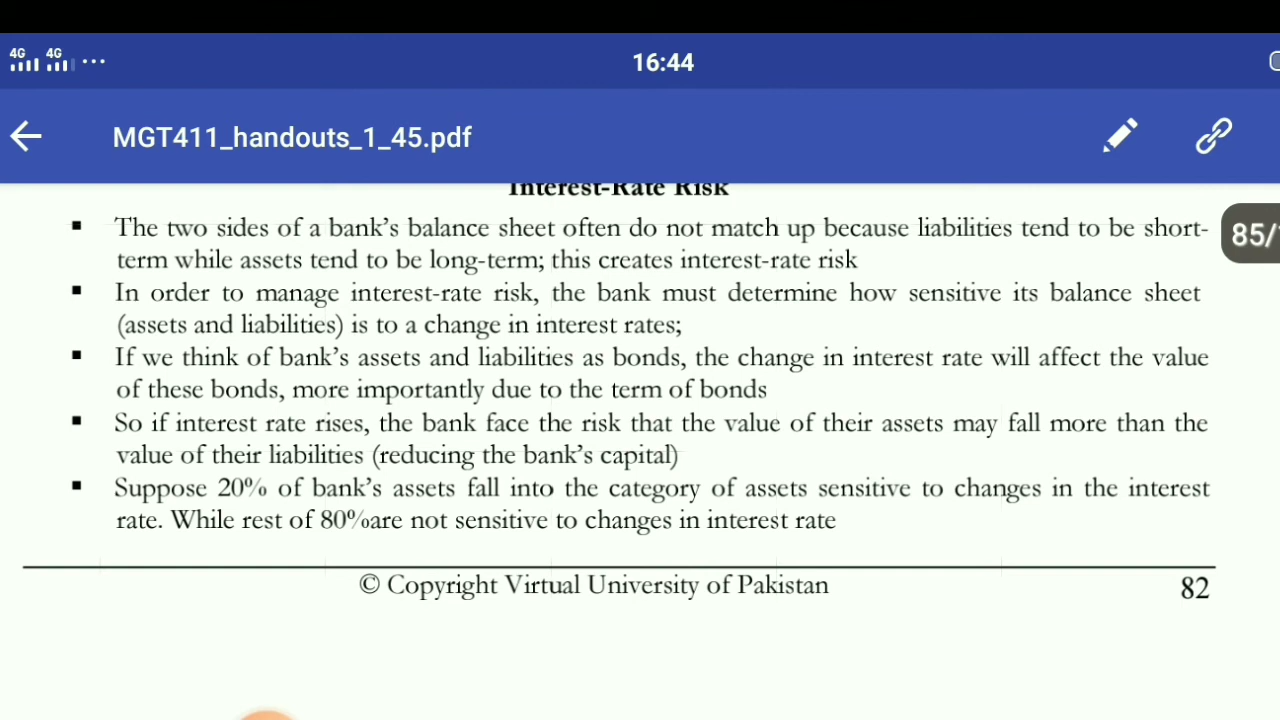 4G 4G
16:44
MGT411_handouts_1_45.pdf
Interest-Rate Risk
▪ The two sides of a bank’s balance sheet often do not match up because liabilities tend to be short-
term while assets tend to be long-term; this creates interest-rate risk
▪ In order to manage interest-rate risk, the bank must determine how sensitive its balance sheet
(assets and liabilities) is to a change in interest rates;
▪ If we think of bank’s assets and liabilities as bonds, the change in interest rate will affect the value
of these bonds, more importantly due to the term of bonds
▪ So if interest rate rises, the bank face the risk that the value of their assets may fall more than the
value of their liabilities (reducing the bank’s capital)
▪ Suppose 20% of bank’s assets fall into the category of assets sensitive to changes in the interest
rate. While rest of 80%are not sensitive to changes in interest rate
© Copyright Virtual University of Pakistan
82
85/